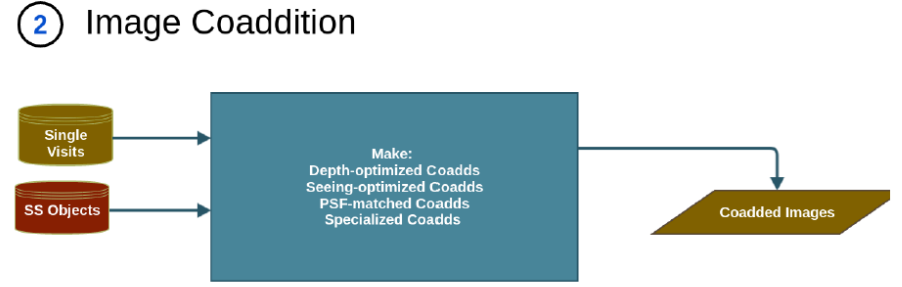 2 Image Coaddition
Single
Visits
SS Objects
Make:
Depth-optimized Coadds
Seeing-optimized Coadds
PSF-matched Coadds
Specialized Coadds
Coadded Images